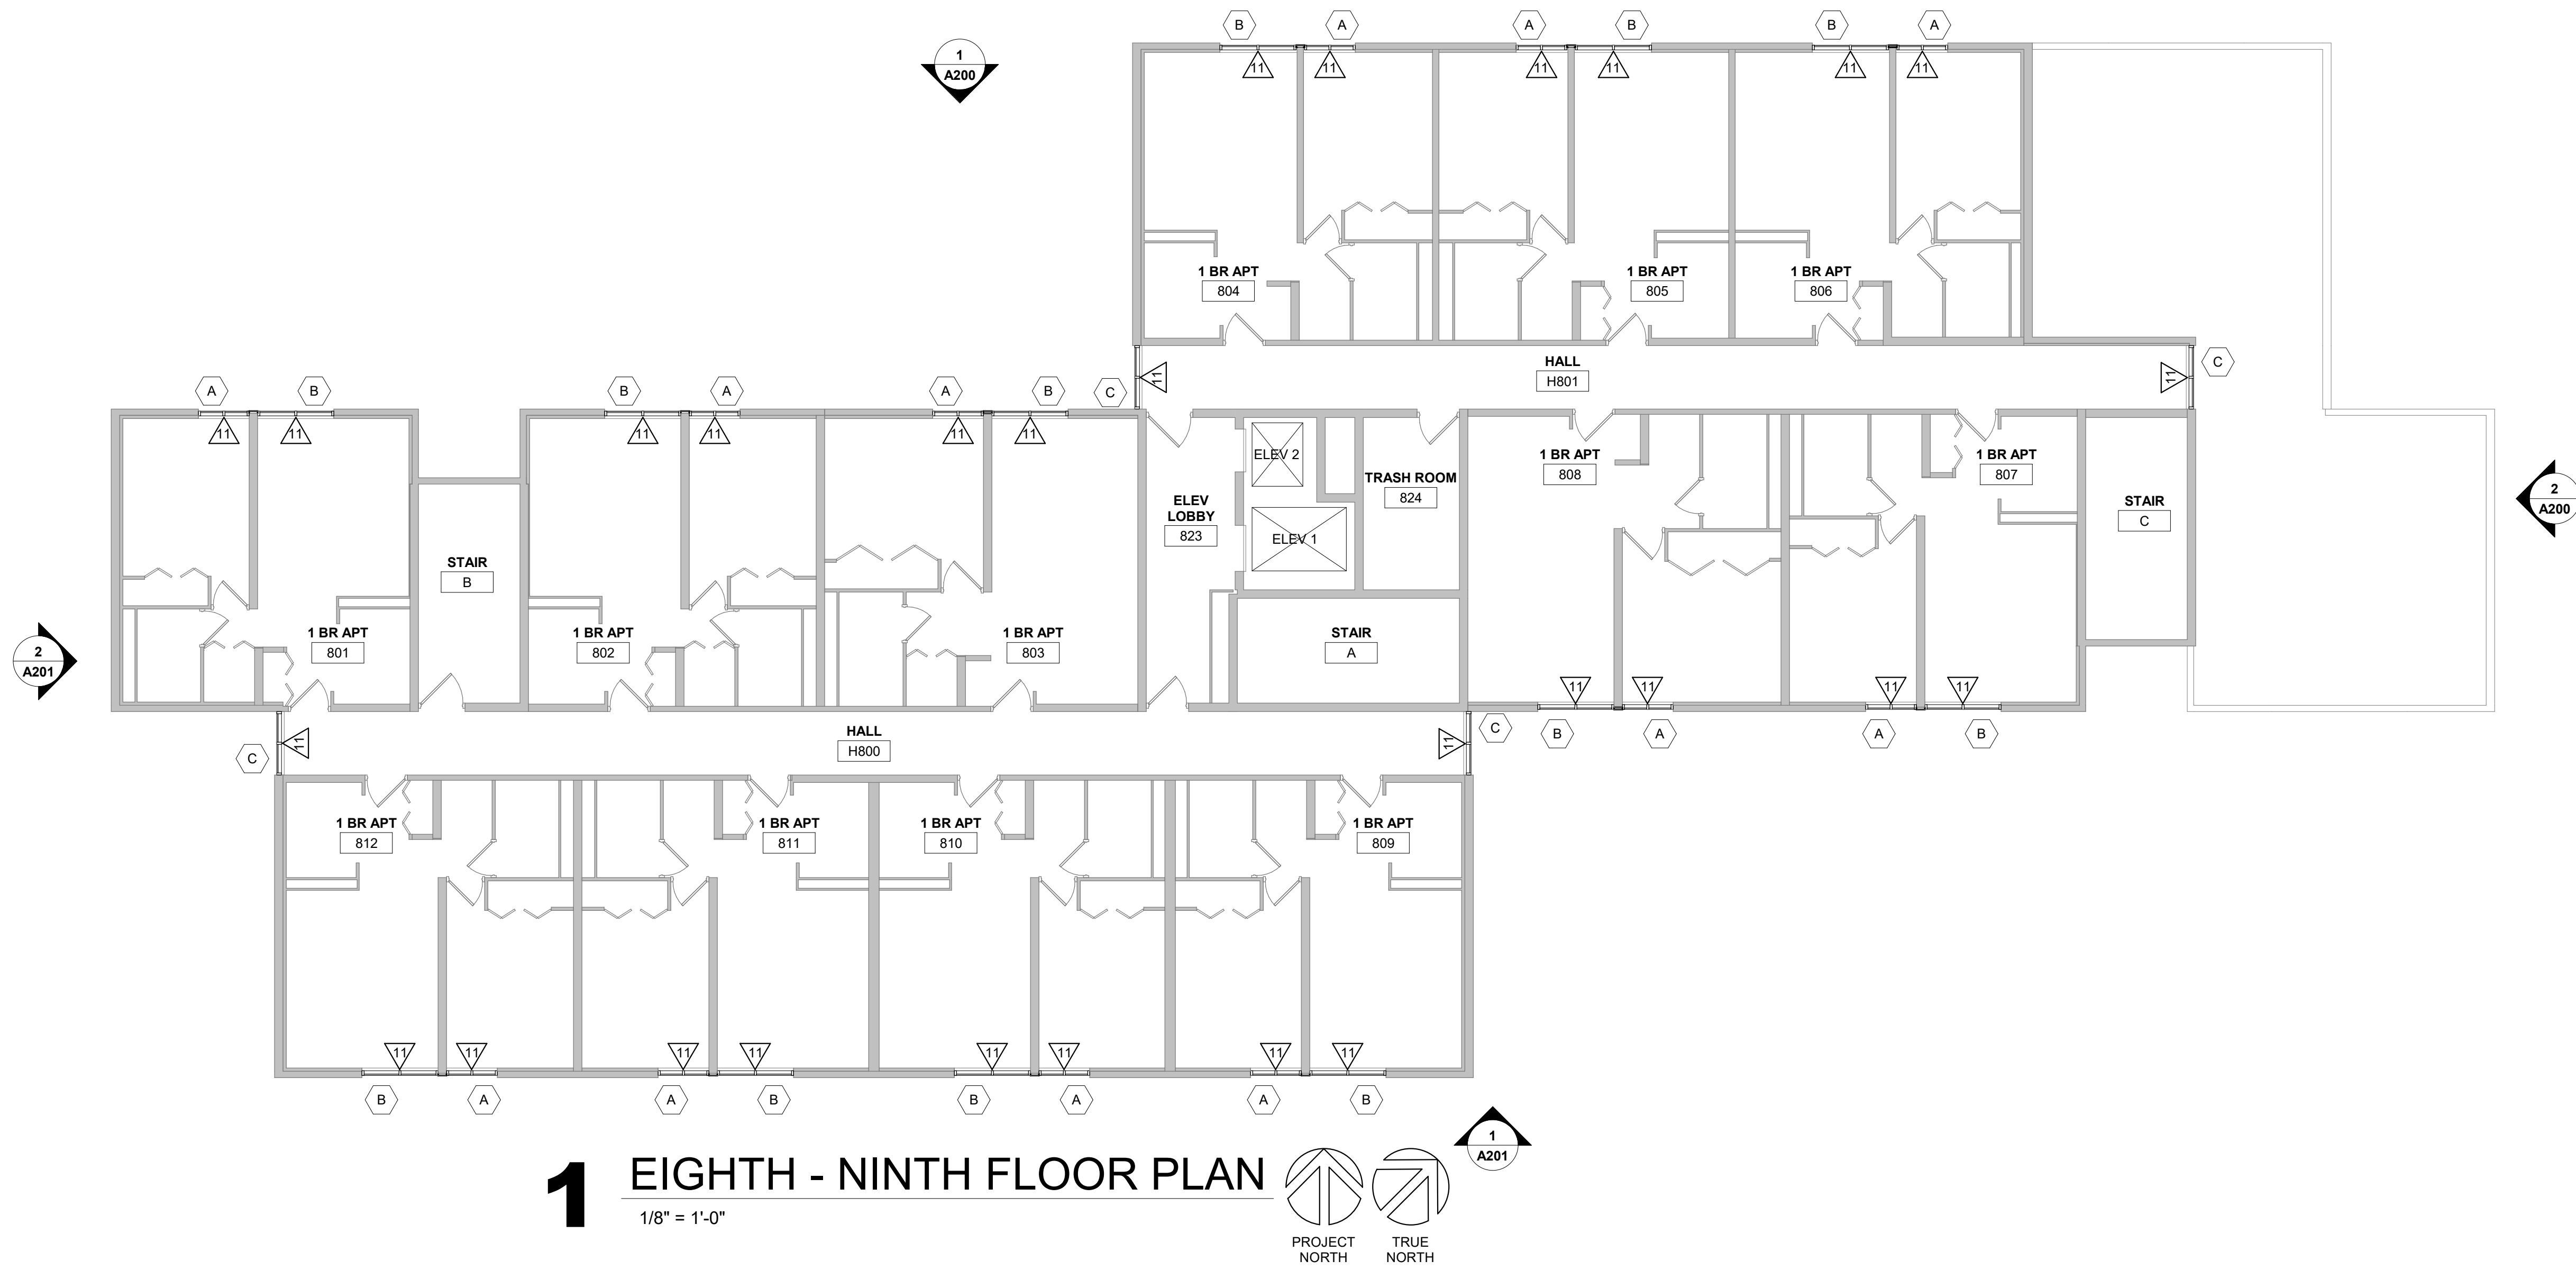 B A A B B A
1
A200
11 11 11 11 11 11
1 BR APT
804
1 BR APT
805
1 BR APT
806
HALL
H801
11 11
C
A B B A A B C
11 11 11 11 11 11
ELEV 2
ELEV 1
ELEV
LOBBY
823
TRASH ROOM
824
1 BR APT
808
1 BR APT
807
STAIR
C
2
A200
STAIR
B
2
A201
1 BR APT
801
1 BR APT
802
1 BR APT
803
STAIR
A
11 11 11 11
C B A A B
HALL
H800
11 11
C
1 BR APT
812
1 BR APT
811
1 BR APT
810
1 BR APT
809
11 11 11 11 11 11 11 11
B A A B B A A B
1
A201
1 EIGHTH - NINTH FLOOR PLAN
1/8" = 1'-0"
PROJECT
NORTH
TRUE
NORTH